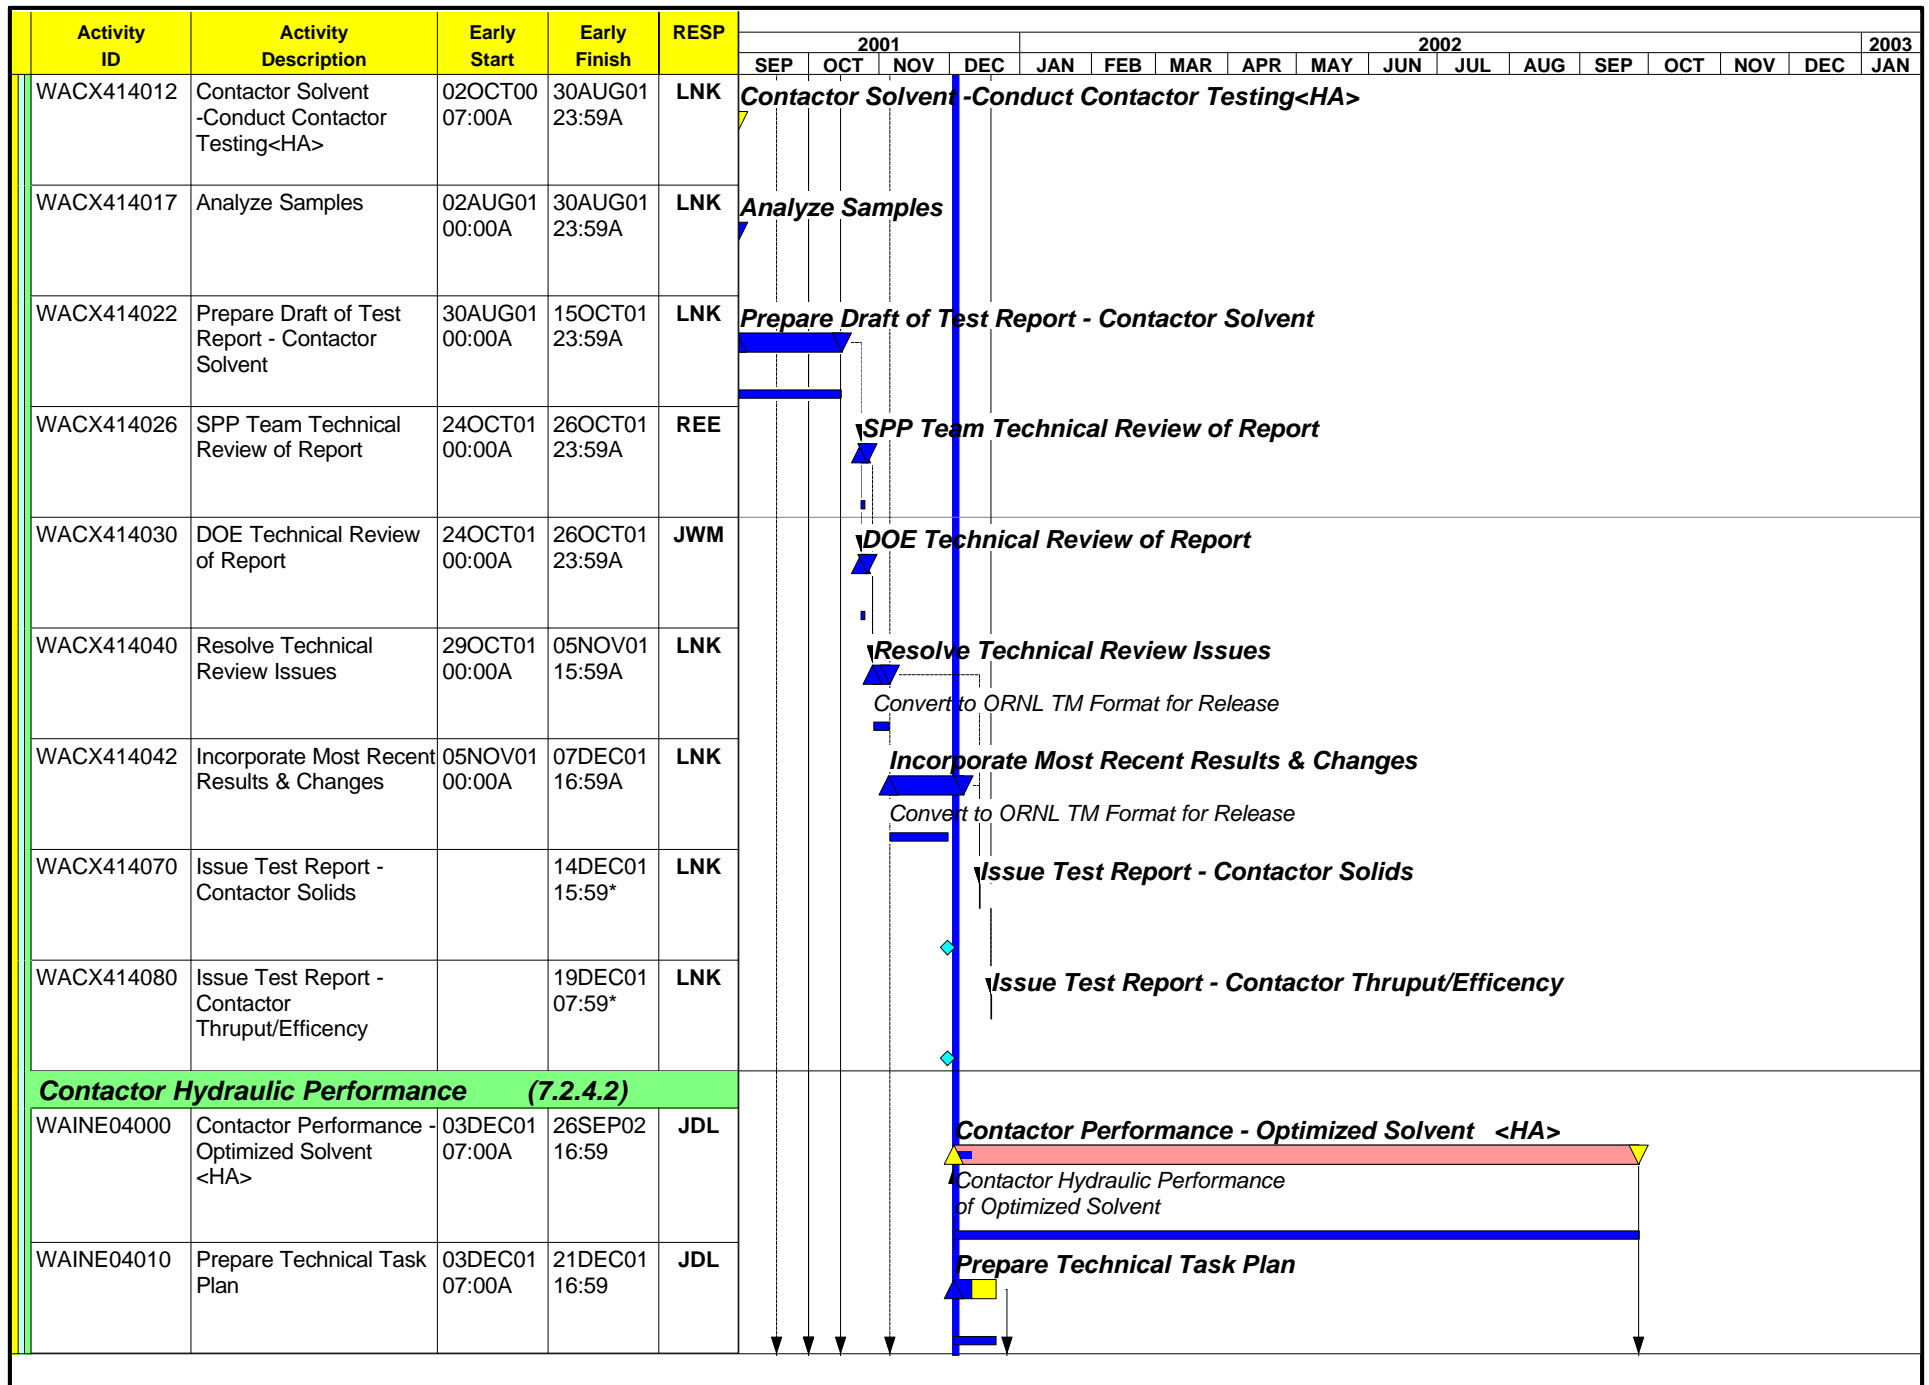 Activity Activity Early Early RESP
ID Description Start Finish
2001 2002 2003
SEP OCT NOV DEC JAN FEB MAR APR MAY JUN JUL AUG SEP OCT NOV DEC JAN
WACX414012 Contactor Solvent 02OCT00 30AUG01 LNK Contactor Solvent -Conduct Contactor Testing<HA>
-Conduct Contactor 07:00A 23:59A
Testing<HA>
WACX414017 Analyze Samples 02AUG01 30AUG01 LNK Analyze Samples
00:00A 23:59A
WACX414022 Prepare Draft of Test 30AUG01 15OCT01 LNK Prepare Draft of Test Report - Contactor Solvent
Report - Contactor 00:00A 23:59A
Solvent
WACX414026 SPP Team Technical 24OCT01 26OCT01 REE SPP Team Technical Review of Report
Review of Report 00:00A 23:59A
WACX414030 DOE Technical Review 24OCT01 26OCT01 JWM DOE Technical Review of Report
of Report 00:00A 23:59A
WACX414040 Resolve Technical 29OCT01 05NOV01 LNK Resolve Technical Review Issues
Review Issues 00:00A 15:59A
Convert to ORNL TM Format for Release
WACX414042 Incorporate Most Recent 05NOV01 07DEC01 LNK Incorporate Most Recent Results & Changes
Results & Changes 00:00A 16:59A
Convert to ORNL TM Format for Release
WACX414070 Issue Test Report - 14DEC01 LNK Issue Test Report - Contactor Solids
Contactor Solids 15:59*
WACX414080 Issue Test Report - 19DEC01 LNK Issue Test Report - Contactor Thruput/Efficency
Contactor 07:59*
Thruput/Efficency
Contactor Hydraulic Performance (7.2.4.2)
WAINE04000 Contactor Performance - 03DEC01 26SEP02 JDL Contactor Performance - Optimized Solvent <HA>
Optimized Solvent 07:00A 16:59
<HA>
Contactor Hydraulic Performance
of Optimized Solvent
WAINE04010 Prepare Technical Task 03DEC01 21DEC01 JDL Prepare Technical Task Plan
Plan 07:00A 16:59